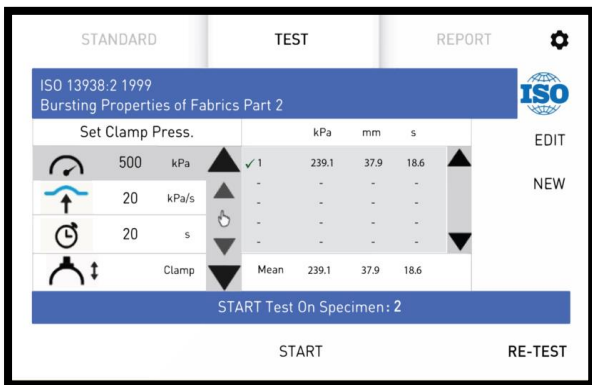 STANDARD TEST REPORT
ISO 13938:2 1999
Bursting Properties of Fabrics Part 2
ISO
Set Clamp Press.
500 kPa
20 kPa/s
20 s
Clamp
kPa mm s
✓ 1 239.1 37.9 18.6
- - - -
- - - -
- - - -
- - - -
Mean 239.1 37.9 18.6
EDIT
NEW
START Test On Specimen: 2
START RE-TEST